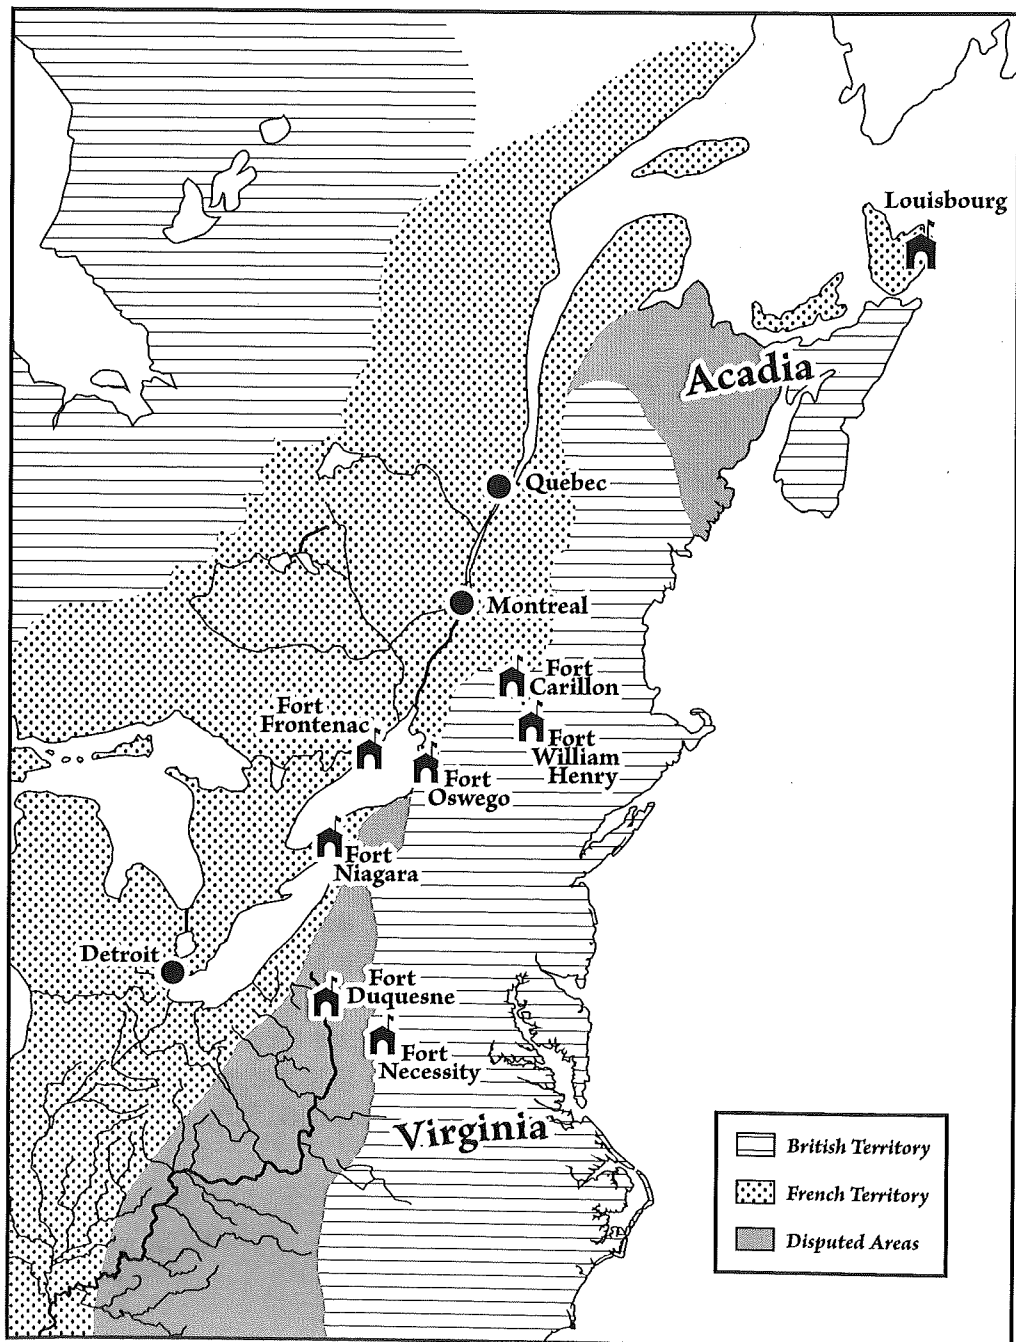 Louisbourg
Acadia
Quebec
Montreal
Fort
Carillon
Fort
Frontenac
Fort
William
Henry
Fort
Oswego
Fort
Niagara
Detroit
Fort
Duquesne
Fort
Necessity
Virginia
British Territory
French Territory
Disputed Areas